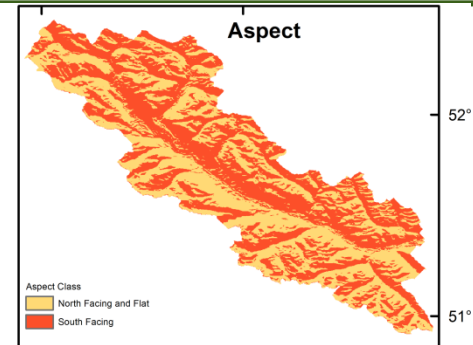 Aspect
52°
Aspect Class
North Facing and Flat
South Facing
51°